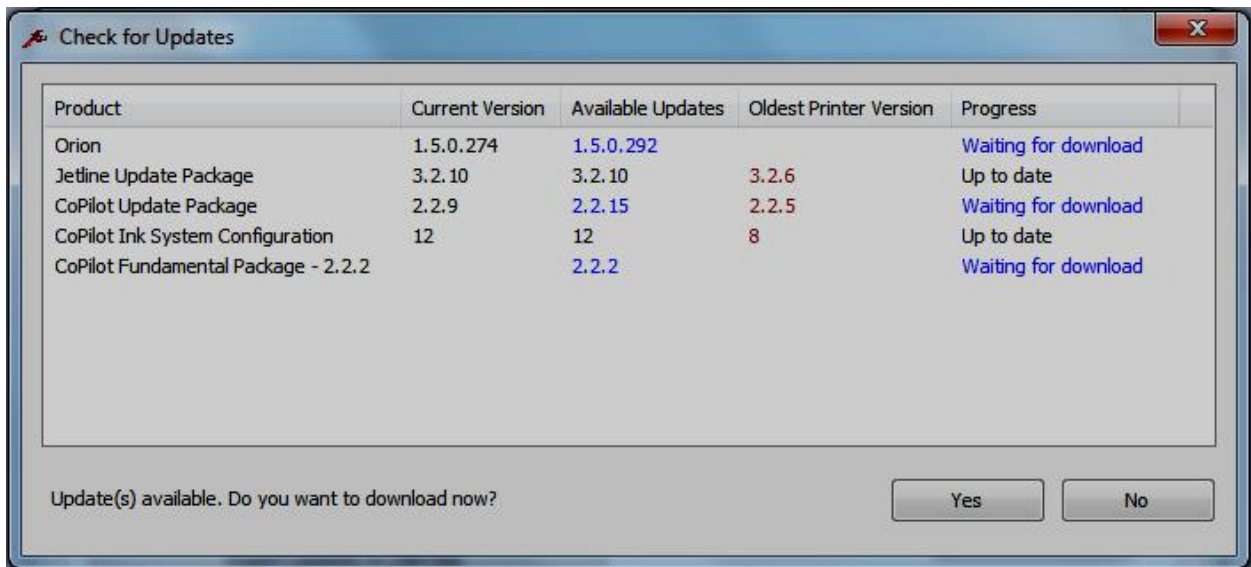 Check for Updates
Product Current Version Available Updates Oldest Printer Version Progress
Orion 1.5.0.274 1.5.0.292 Waiting for download
Jetline Update Package 3.2.10 3.2.10 3.2.6 Up to date
CoPilot Update Package 2.2.9 2.2.15 2.2.5 Waiting for download
CoPilot Ink System Configuration 12 12 8 Up to date
CoPilot Fundamental Package - 2.2.2 2.2.2 Waiting for download
Update(s) available. Do you want to download now? Yes No